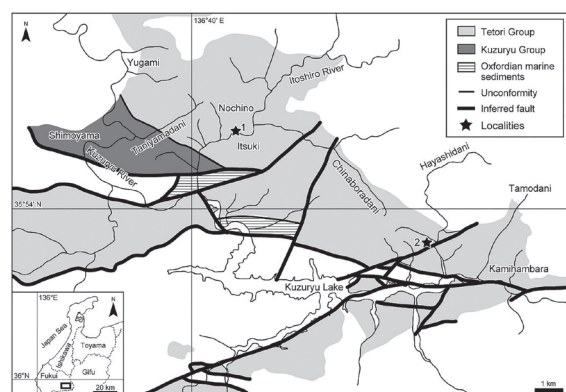 N
136°40' E
Tetori Group
Kuzuryu Group
Oxfordian marine
sediments
Unconformity
Inferred fault
Localities
Yugami
Itoshiro River
Nochino
1
Shimoyama
Taniyamadani
Itsuki
Kuzuryu River
Chinaboradani
Hayashidani
Tamodani
35°54' N
2
Kamihambara
Kuzuryu Lake
136°E
N
Japan Sea
Ishikawa
Toyama
Fukui
Gifu
36°N
20 km
1 km